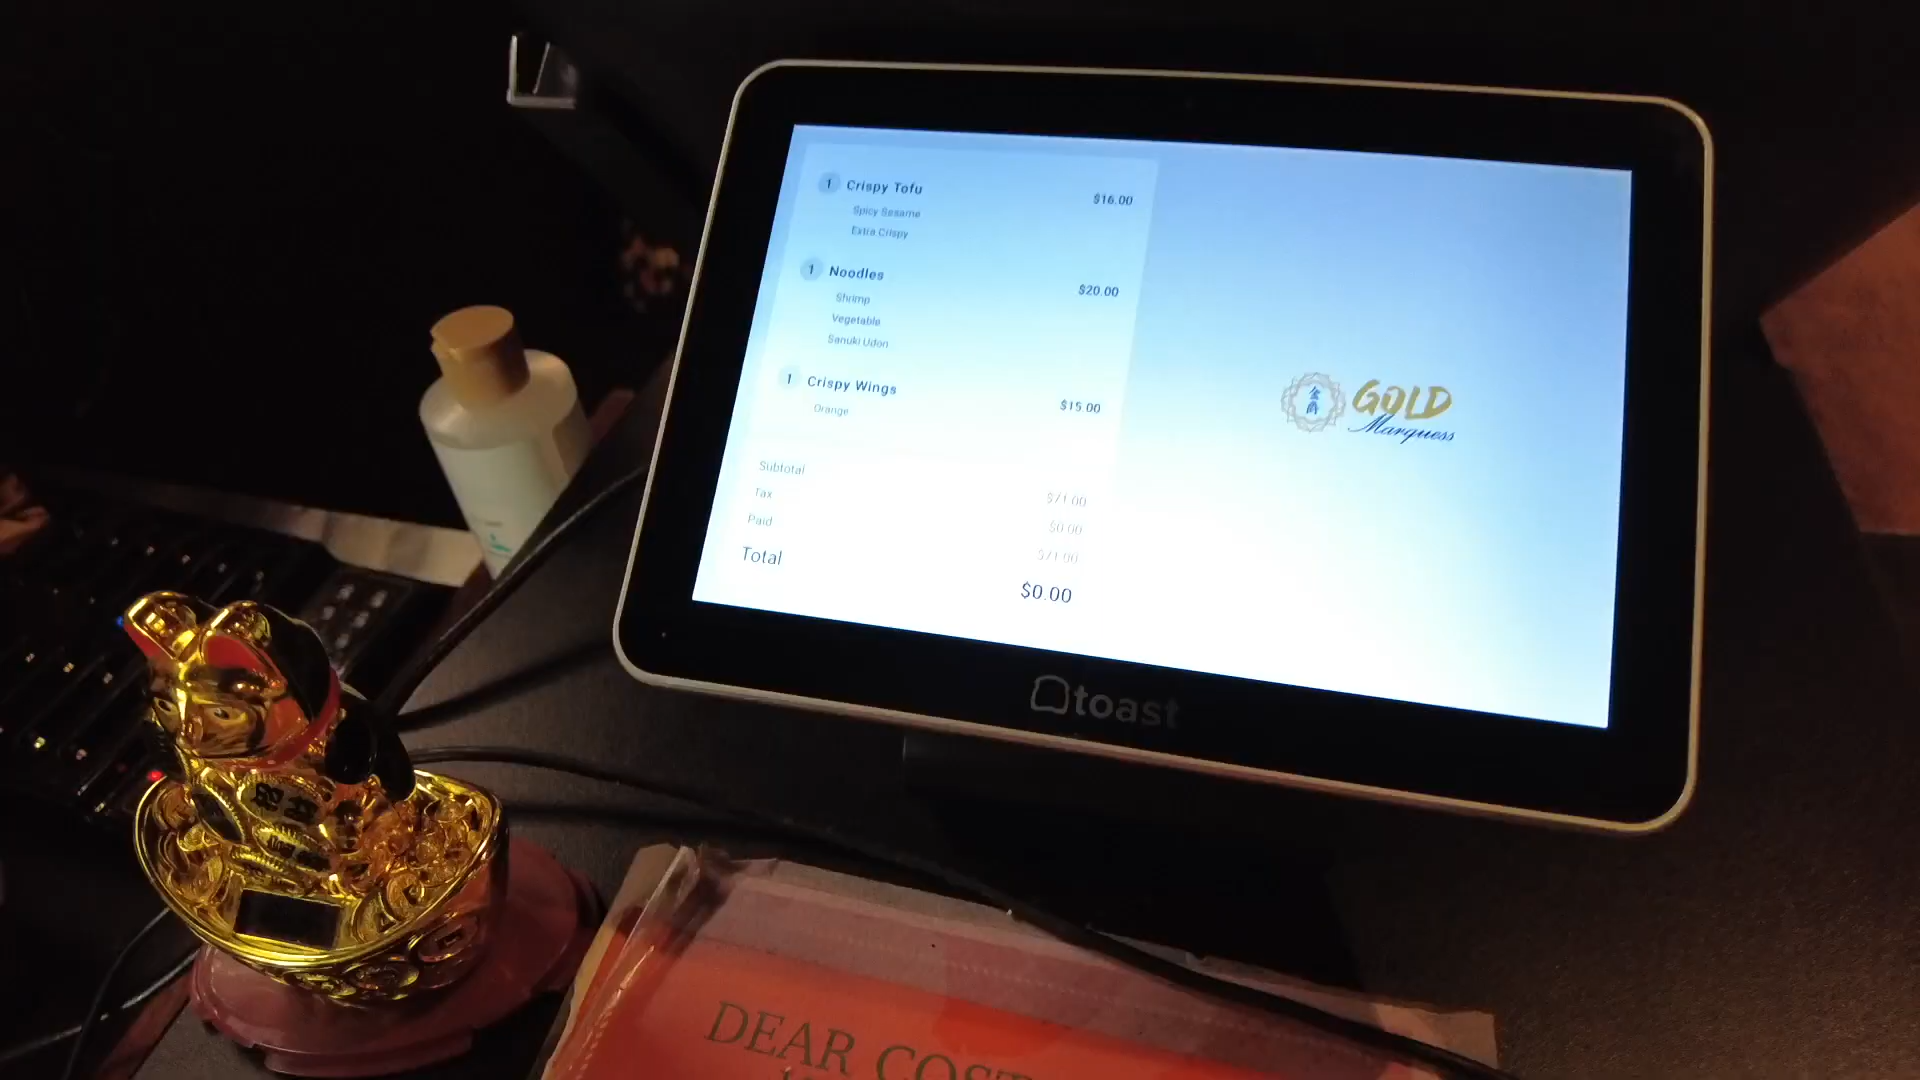 1 Crispy Tofu $16.00
Spicy Sesame
Extra Crispy
1 Noodles $20.00
Shrimp
Vegetable
Sanuki Udon
1 Crispy Wings $15.00
Orange
Subtotal $71.00
Tax $0.00
Paid $71.00
Total $0.00
金爵
GOLD
Marquess
toast
DEAR